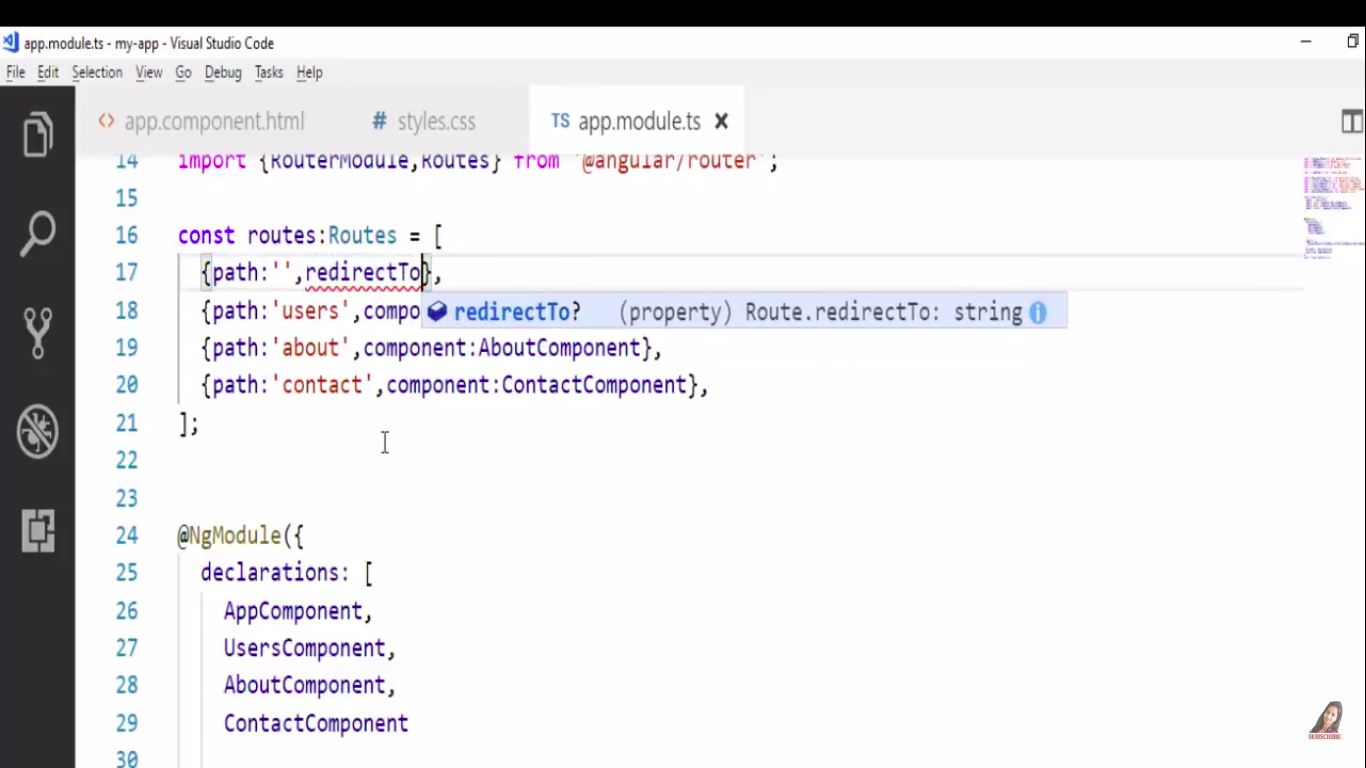 app.module.ts - my-app - Visual Studio Code
File Edit Selection View Go Debug Tasks Help
<> app.component.html # styles.css TS app.module.ts ×
14 import {RouterModule,Routes} from '@angular/router';
15
16 const routes:Routes = [
17 {path:'',redirectTo},
18 {path:'users',compo
redirectTo? (property) Route.redirectTo: string
19 {path:'about',component:AboutComponent},
20 {path:'contact',component:ContactComponent},
21 ];
22
23
24 @NgModule({
25 declarations: [
26 AppComponent,
27 UsersComponent,
28 AboutComponent,
29 ContactComponent
30
SUBSCRIBE